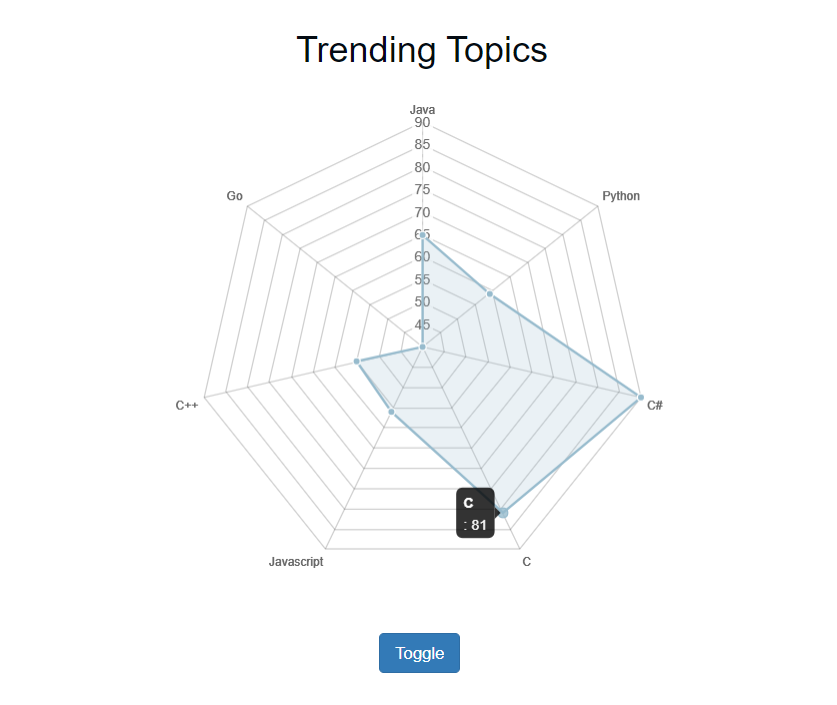 Trending Topics
Java
90
85
80
75
70
65
60
55
50
45
Go
Python
C++
C#
C
: 81
Javascript
C
Toggle